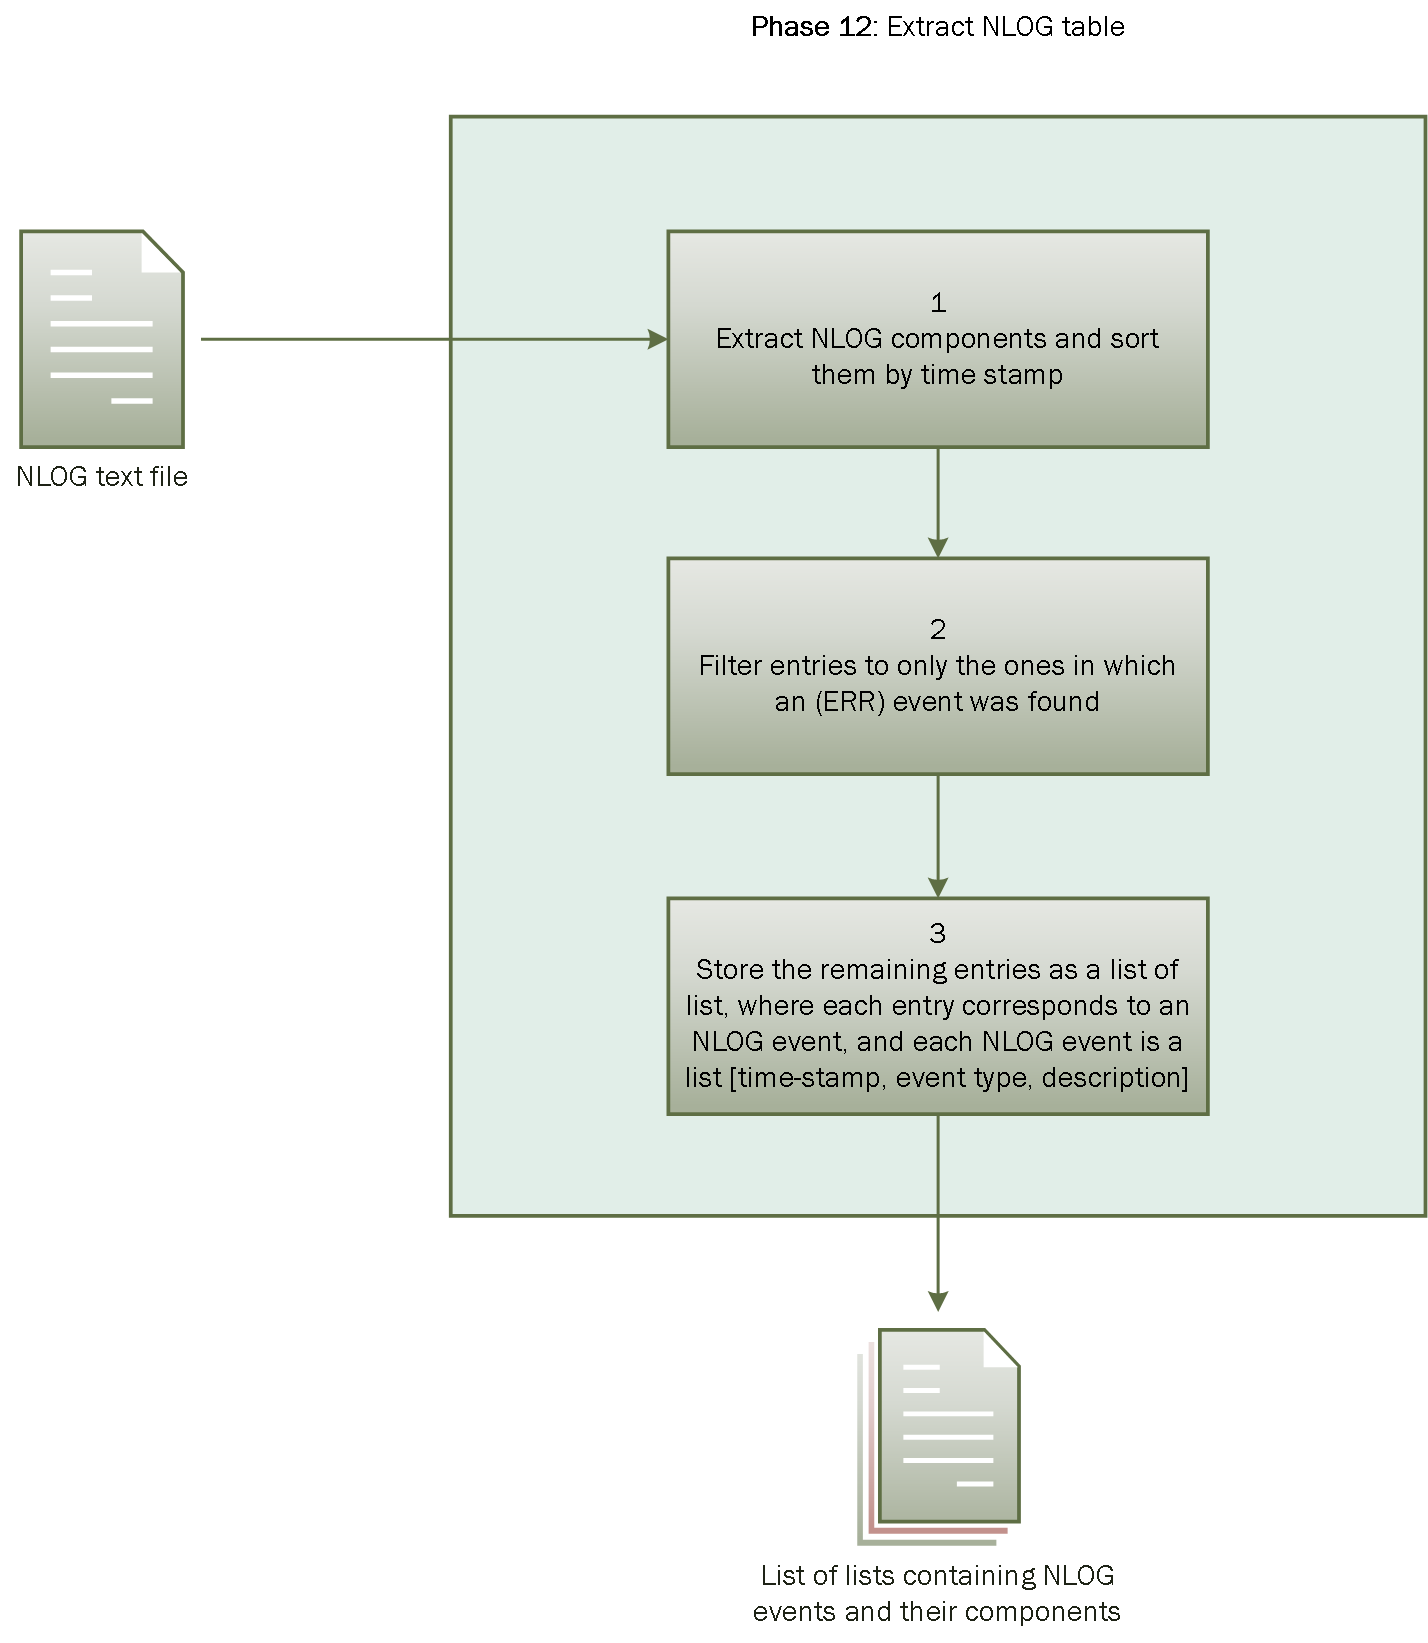 Phase 12: Extract NLOG table
NLOG text file
1
Extract NLOG components and sort
them by time stamp
2
Filter entries to only the ones in which
an (ERR) event was found
3
Store the remaining entries as a list of
list, where each entry corresponds to an
NLOG event, and each NLOG event is a
list [time-stamp, event type, description]
List of lists containing NLOG
events and their components